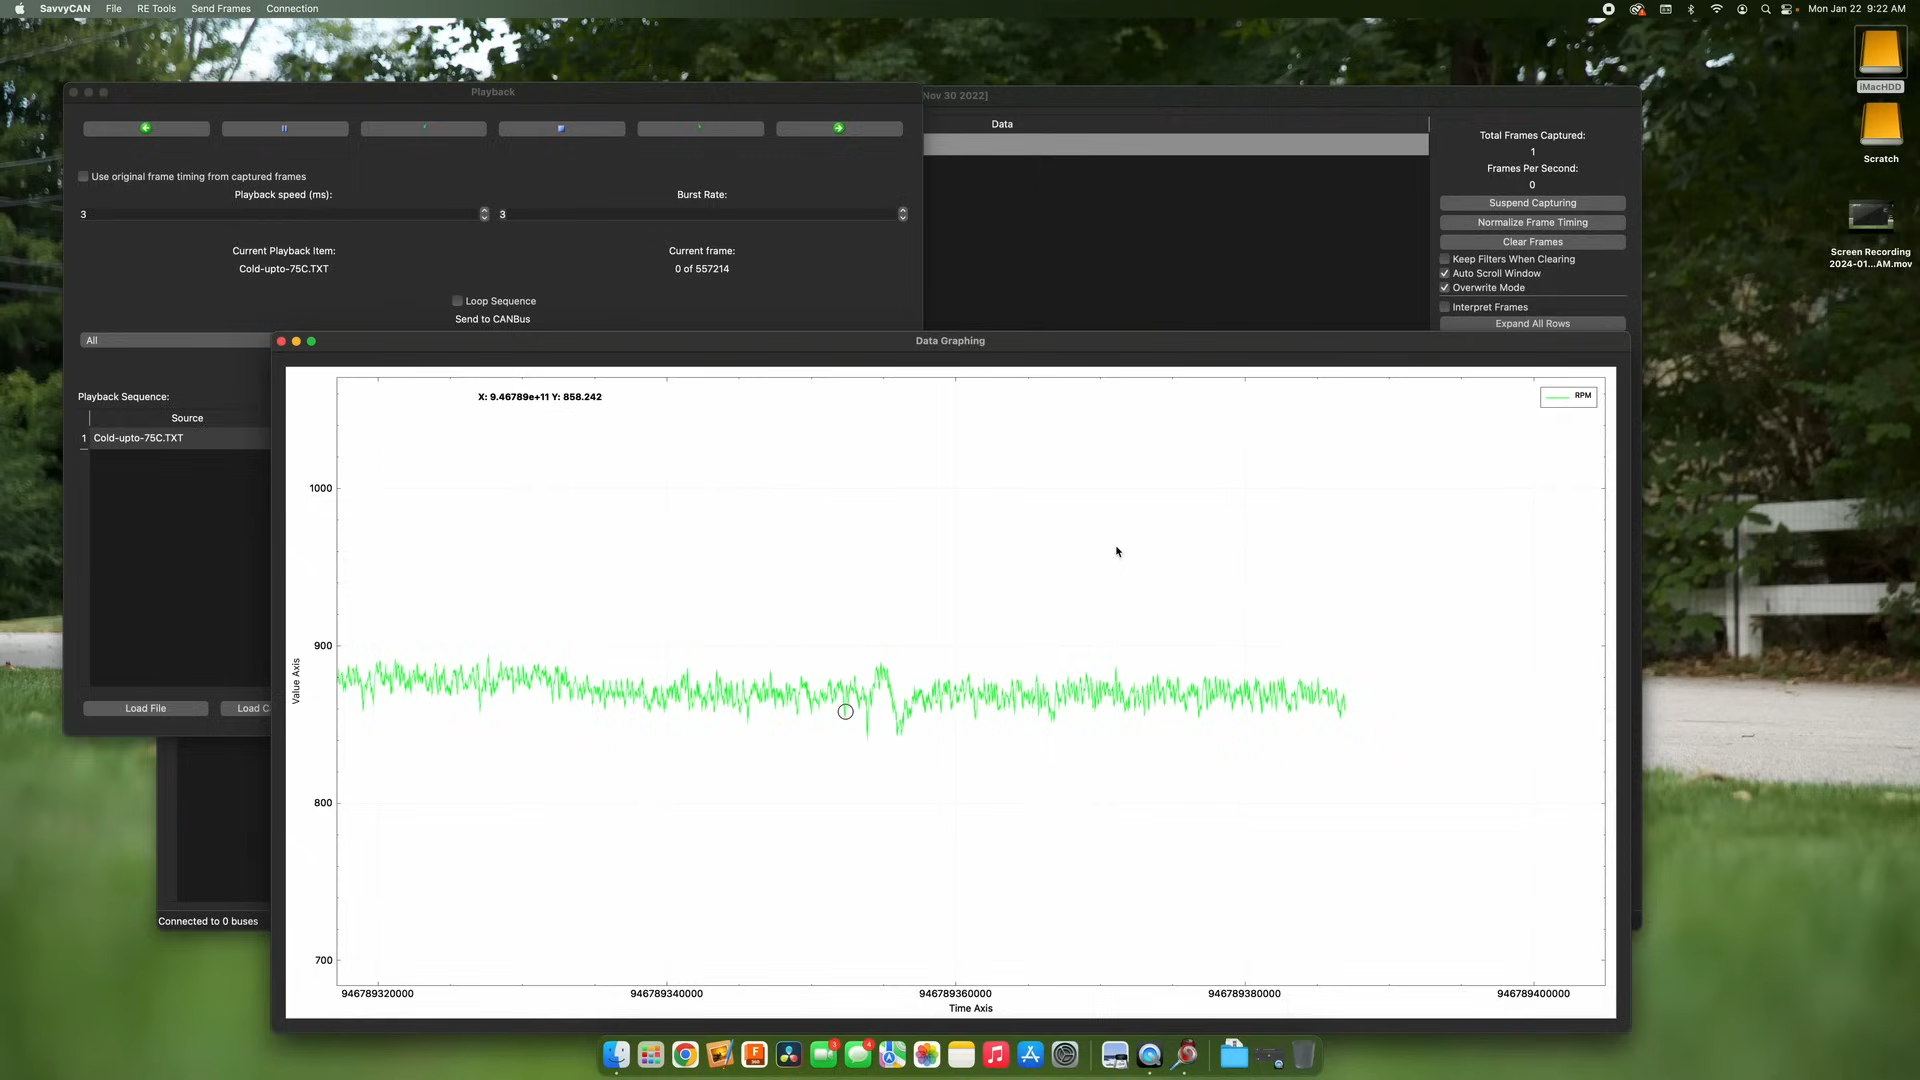 SavvyCAN File RE Tools Send Frames Connection
Mon Jan 22 9:22 AM
iMacHDD
Scratch
Screen Recording
2024-01...AM.mov
Playback
Use original frame timing from captured frames
Playback speed (ms):
Burst Rate:
3
3
Current Playback Item:
Current frame:
Cold-upto-75C.TXT
0 of 557214
Loop Sequence
Send to CANBus
All
Playback Sequence:
Source
1 Cold-upto-75C.TXT
Load File
Load C
Connected to 0 buses
Nov 30 2022]
Data
Total Frames Captured:
1
Frames Per Second:
0
Suspend Capturing
Normalize Frame Timing
Clear Frames
Keep Filters When Clearing
Auto Scroll Window
Overwrite Mode
Interpret Frames
Expand All Rows
Data Graphing
X: 9.46789e+11 Y: 858.242
RPM
1000
900
800
700
Value Axis
946789320000
946789340000
946789360000
946789380000
946789400000
Time Axis
3
4